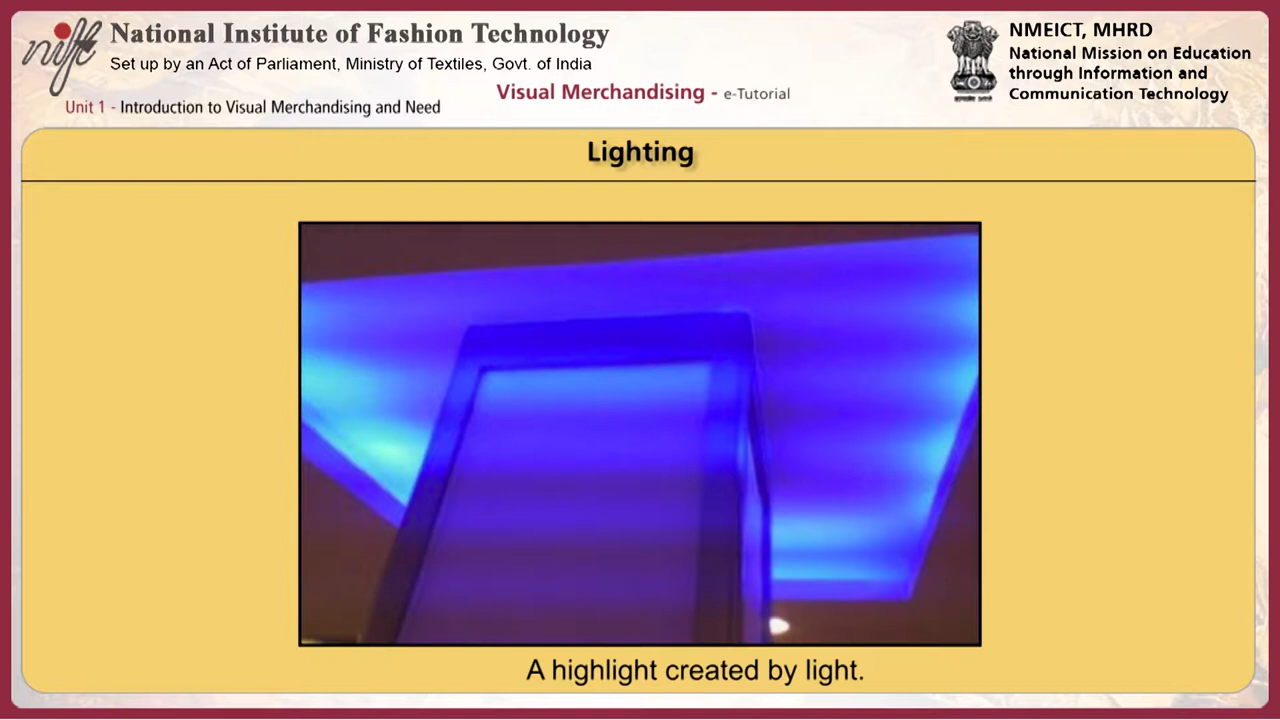 nift
National Institute of Fashion Technology
Set up by an Act of Parliament, Ministry of Textiles, Govt. of India
Unit 1 - Introduction to Visual Merchandising and Need
Visual Merchandising - e-Tutorial
NMEICT, MHRD
National Mission on Education
through Information and
Communication Technology
Lighting
A highlight created by light.